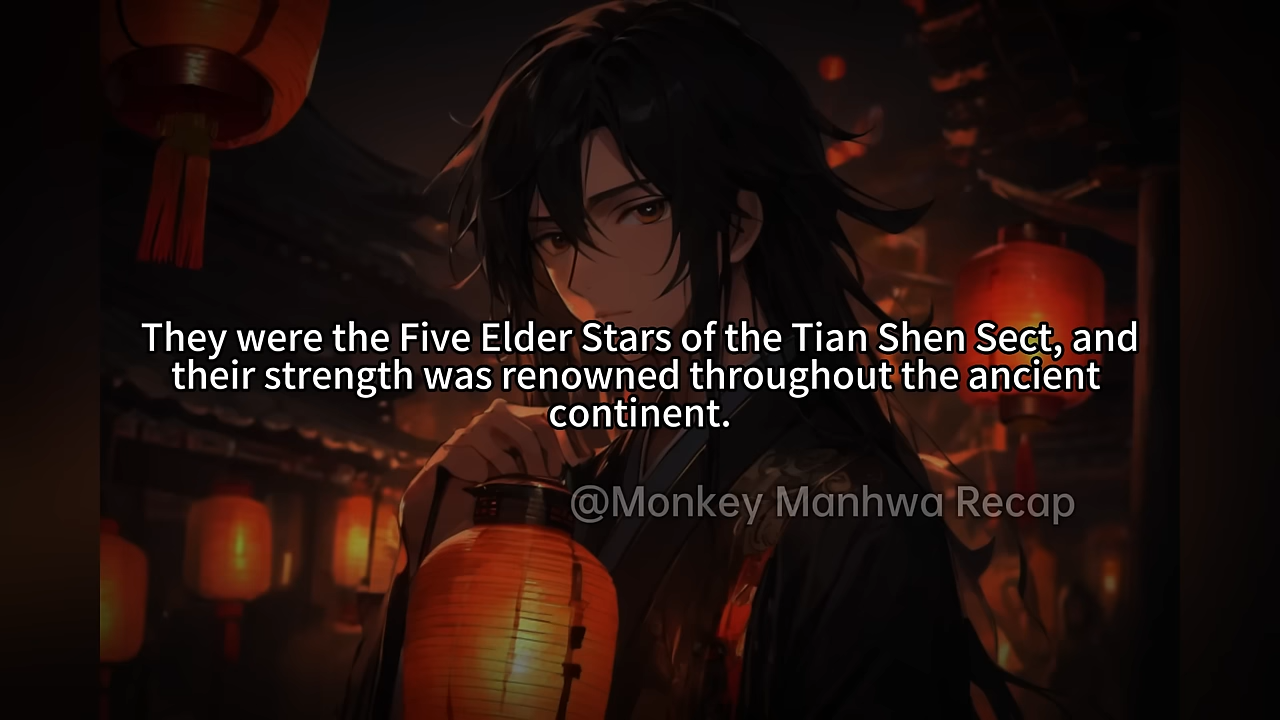 They were the Five Elder Stars of the Tian Shen Sect, and
their strength was renowned throughout the ancient
continent.
@Monkey Manhwa Recap